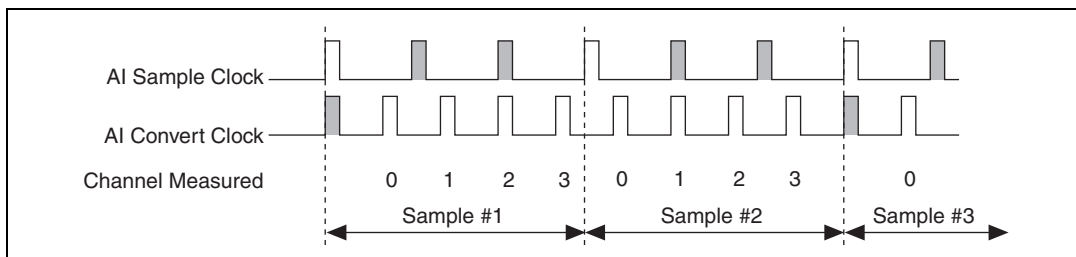 AI Sample Clock
AI Convert Clock
Channel Measured 0 1 2 3 0 1 2 3 0
Sample #1 Sample #2 Sample #3